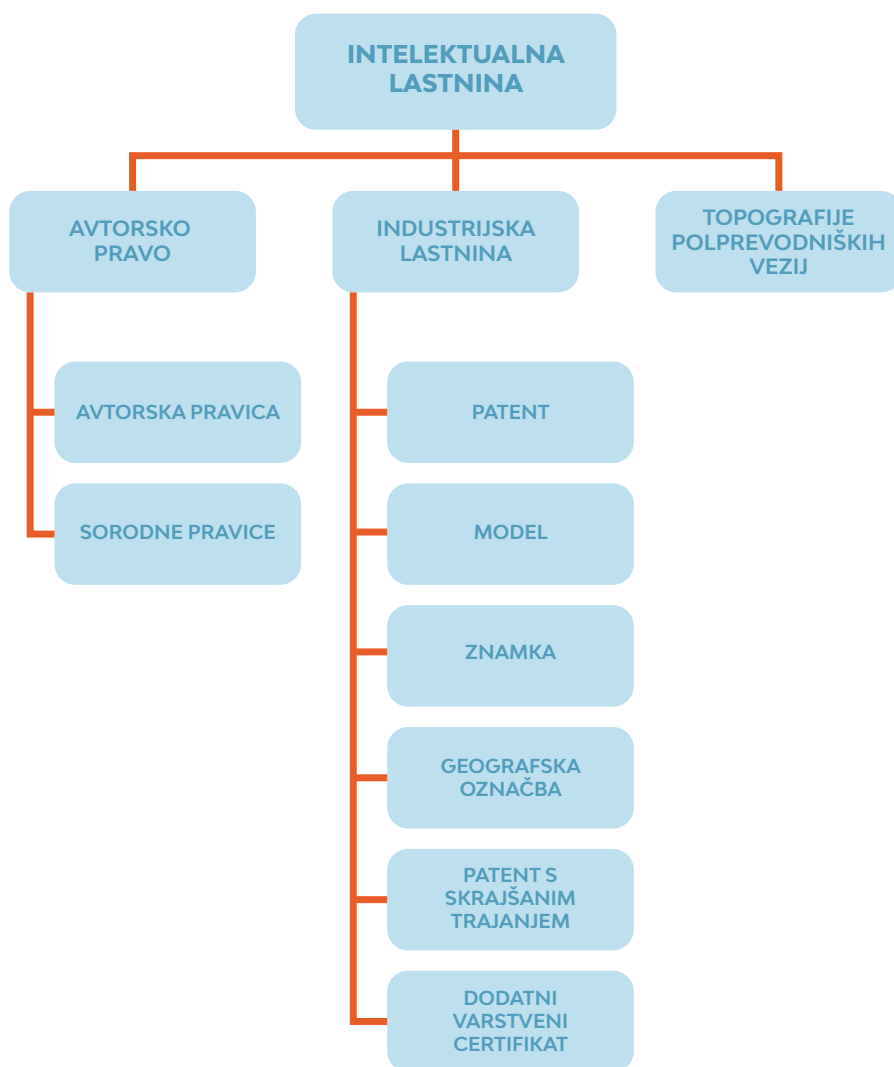 INTELEKTUALNA
LASTNINA
AVTORSKO
PRAVO
INDUSTRIJSKA
LASTNINA
TOPOGRAFIJE
POLPREVODNIŠKIH
VEZIJ
AVTORSKA PRAVICA
SORODNE PRAVICE
PATENT
MODEL
ZNAMKA
GEOGRAFSKA
OZNAČBA
PATENT S
SKRAJŠANIM
TRAJANJEM
DODATNI
VARSTVENI
CERTIFIKAT